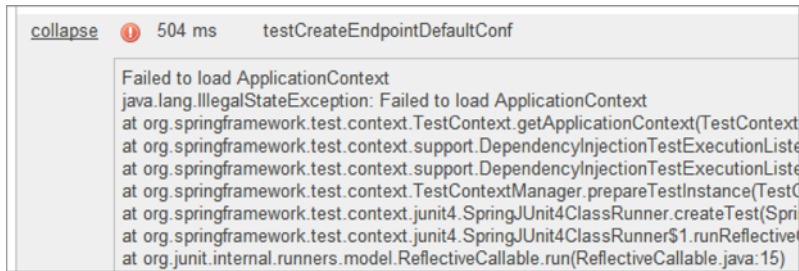 collapse 504 ms testCreateEndpointDefaultConf
Failed to load ApplicationContext
java.lang.IllegalStateException: Failed to load ApplicationContext
at org.springframework.test.context.TestContext.getApplicationContext(TestContext
at org.springframework.test.context.support.DependencyInjectionTestExecutionListe
at org.springframework.test.context.support.DependencyInjectionTestExecutionListe
at org.springframework.test.context.TestContextManager.prepareTestInstance(TestC
at org.springframework.test.context.junit4.SpringJUnit4ClassRunner.createTest(Spri
at org.springframework.test.context.junit4.SpringJUnit4ClassRunner$1.runReflective
at org.junit.internal.runners.model.ReflectiveCallable.run(ReflectiveCallable.java:15)